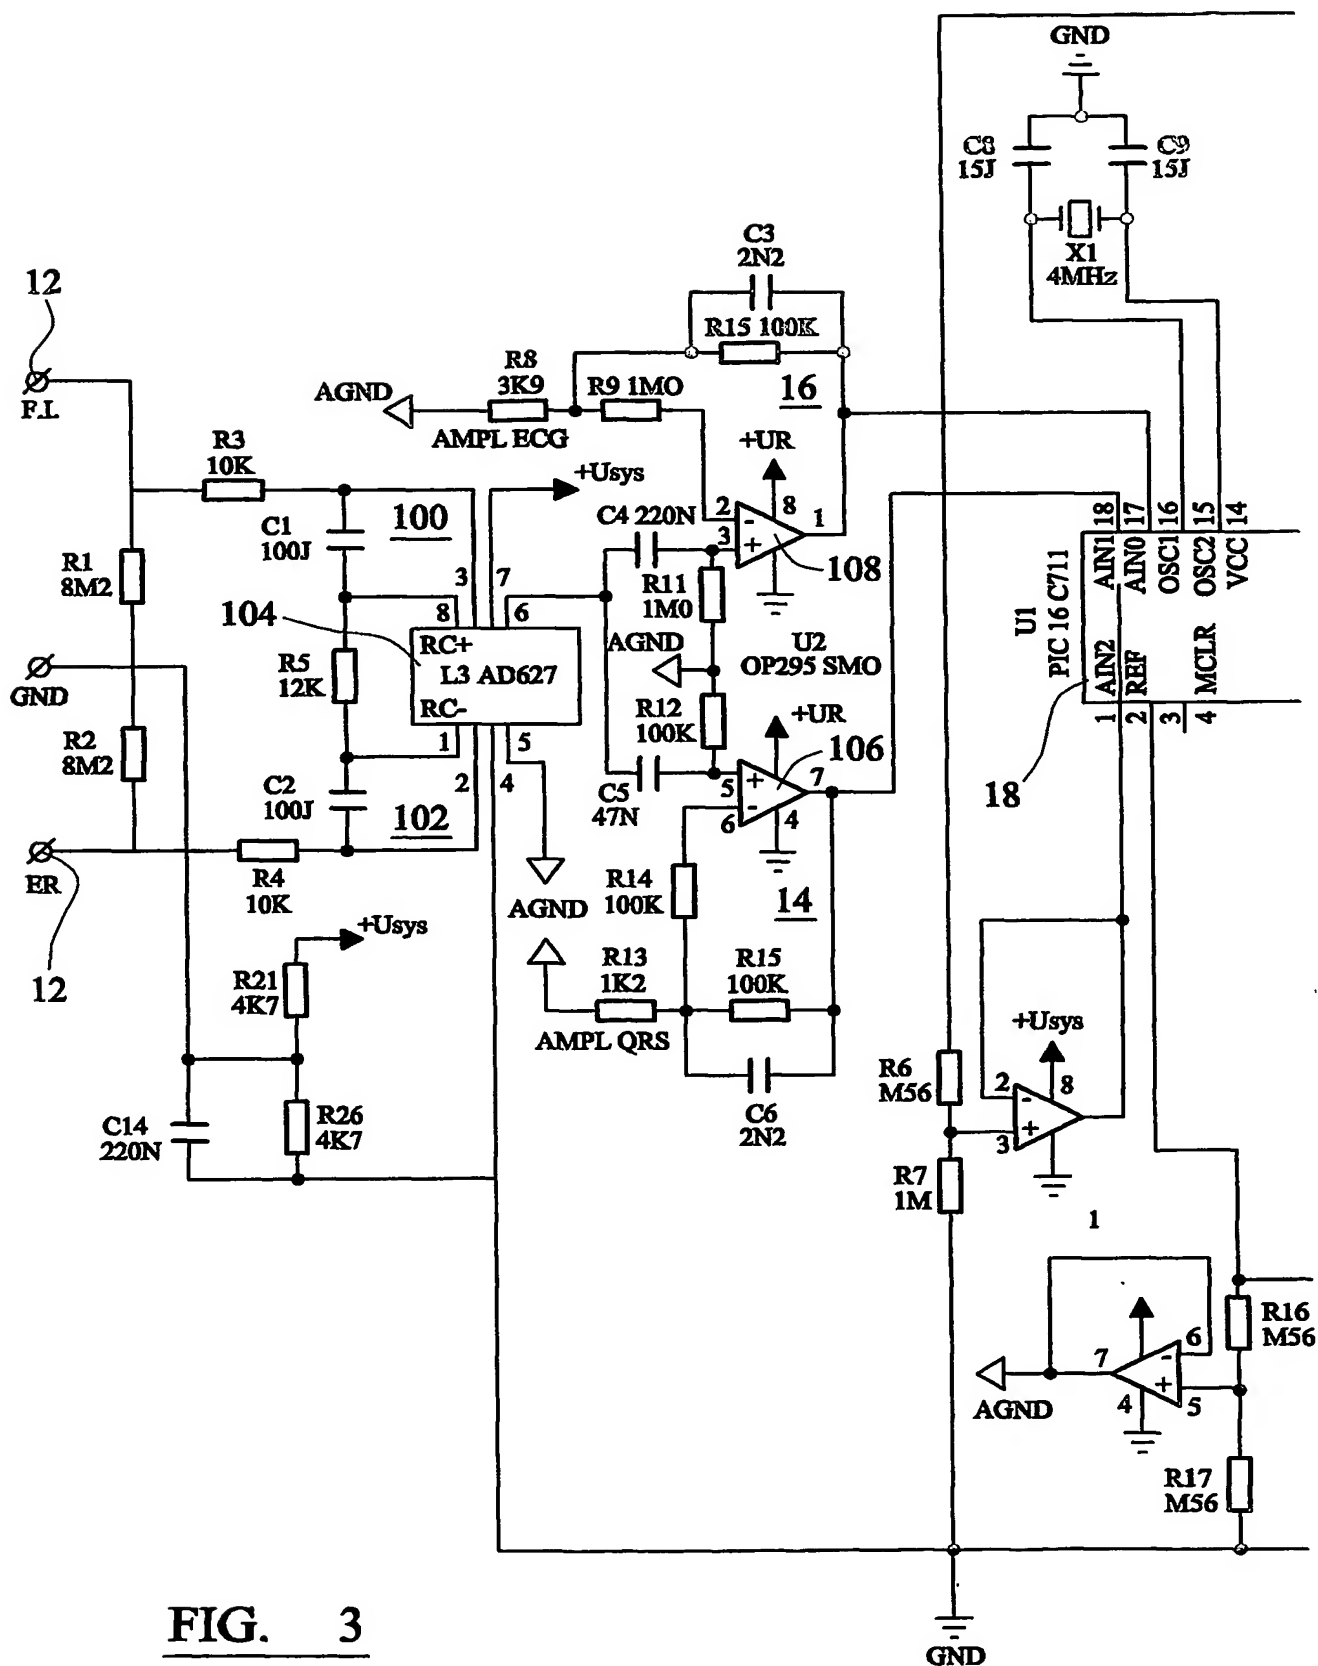 GND
C8
15J
C9
15J
X1
4MHz
C3
2N2
R15 100K
12
F.L
AGND
R8
3K9
R9 1MO
AMPL ECG
16
R3
10K
+Usys
+UR
C1
100J
100
C4 220N
2
3
8
1
108
R1
8M2
3
7
8
6
R11
1M0
18
17
16
15
14
AIN1
AIN0
OSC1
OSC2
VCC
U1
PIC 16 C711
104
RC+
L3 AD627
RC-
R5
12K
AGND
U2
OP295 SMO
AIN2
REF
MCLR
1
2
3
4
GND
R2
8M2
R12
100K
+UR
106
1
5
2
4
C2
100J
102
C5
47N
5
6
7
4
18
ER
R4
10K
AGND
R14
100K
14
12
+Usys
R21
4K7
R13
1K2
R15
100K
AMPL QRS
+Usys
R6
M56
2
8
3
C14
220N
R26
4K7
C6
2N2
R7
1M
1
R16
M56
7
6
4
5
AGND
R17
M56
FIG. 3
GND